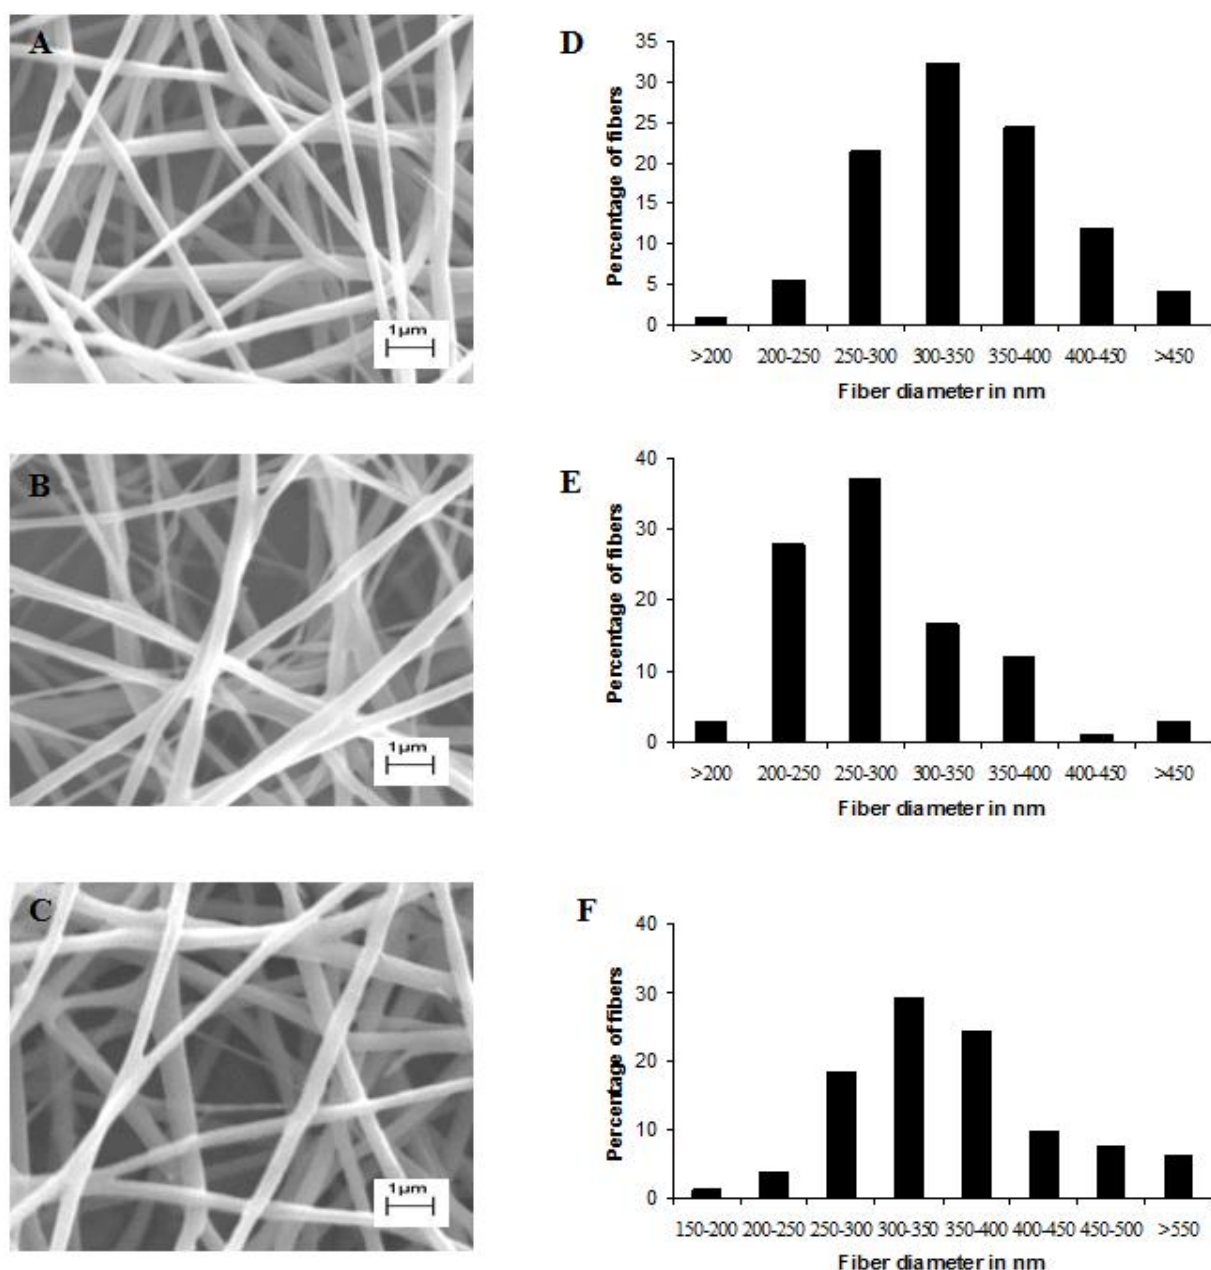 A
1µm
D
35
30
25
20
15
10
5
0
Percentage of fibers
>200 200-250 250-300 300-350 350-400 400-450 >450
Fiber diameter in nm
B
1µm
E
40
30
20
10
0
Percentage of fibers
>200 200-250 250-300 300-350 350-400 400-450 >450
Fiber diameter in nm
C
1µm
F
40
30
20
10
0
Percentage of fibers
150-200 200-250 250-300 300-350 350-400 400-450 450-500 >550
Fiber diameter in nm